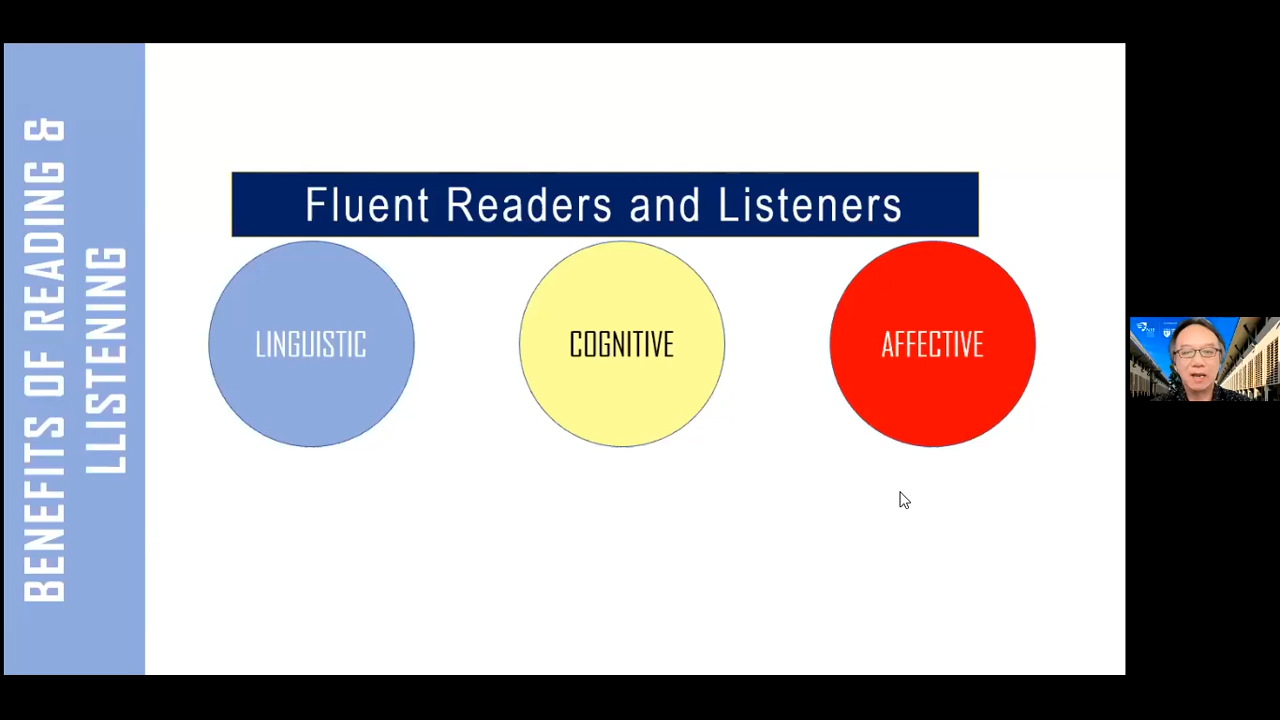 BENEFITS OF READING &
LLISTENING
Fluent Readers and Listeners
LINGUISTIC
COGNITIVE
AFFECTIVE